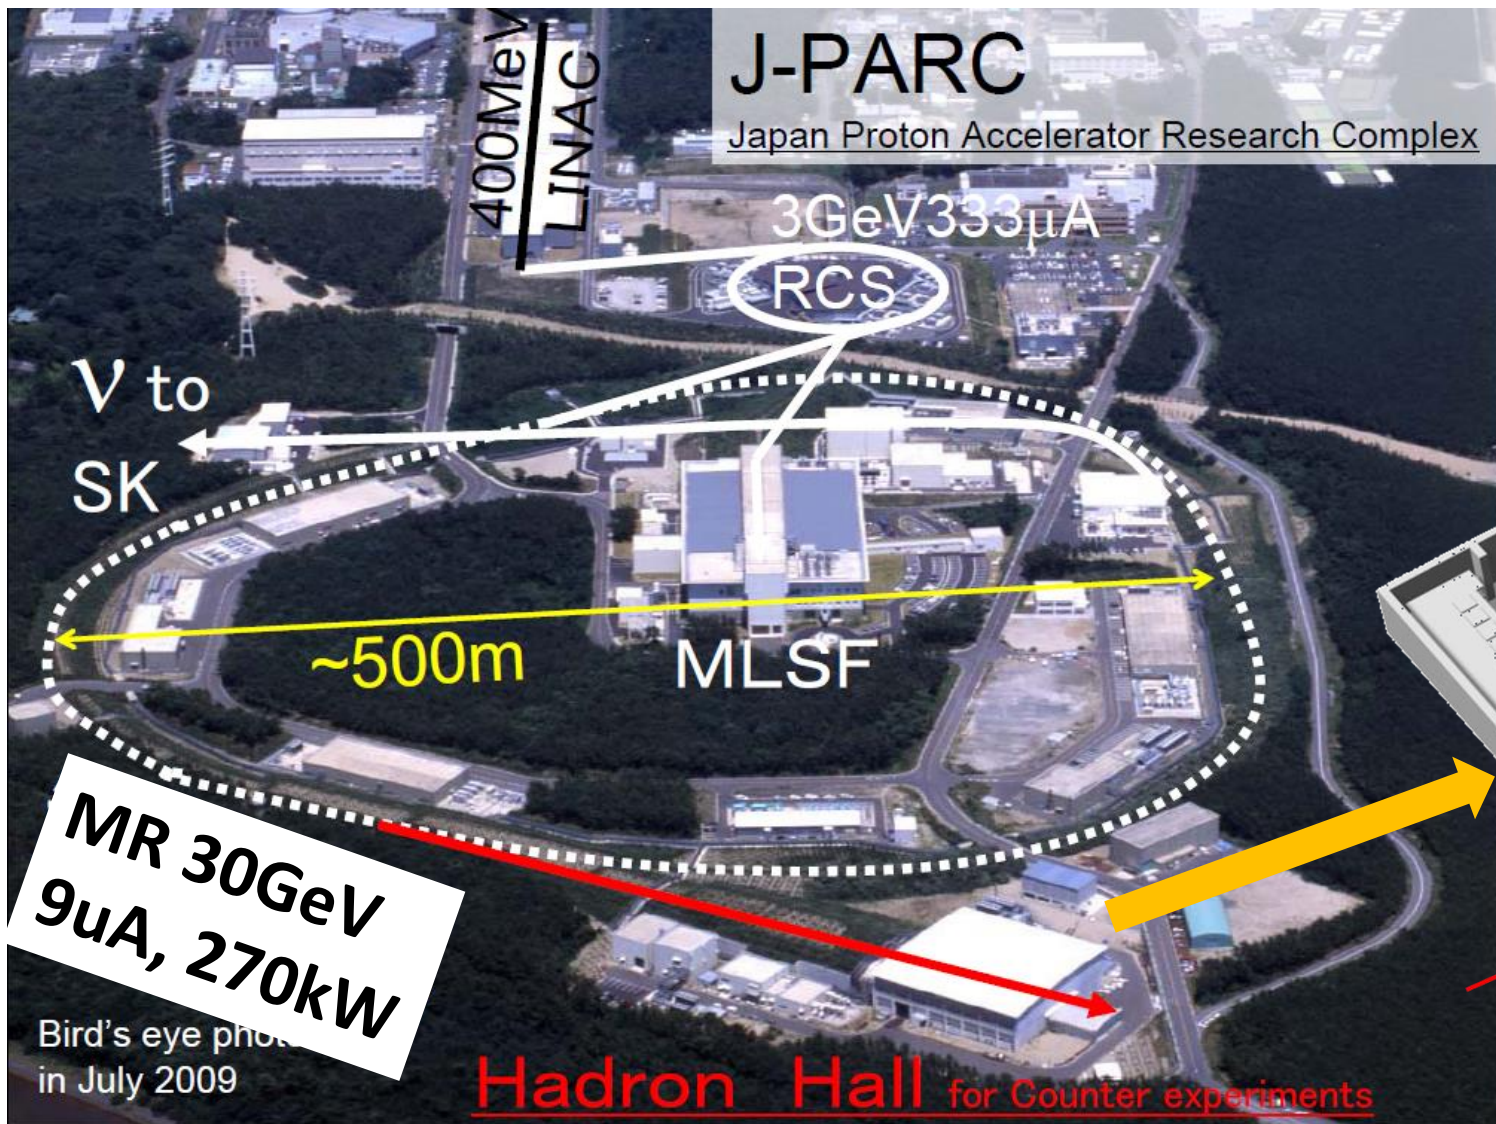 J-PARC
Japan Proton Accelerator Research Complex
400MeV
LINAC
3GeV333μA
RCS
ν to
SK
~500m
MLSF
MR 30GeV
9uA, 270kW
Bird's eye phot
in July 2009
Hadron Hall for Counter experiments